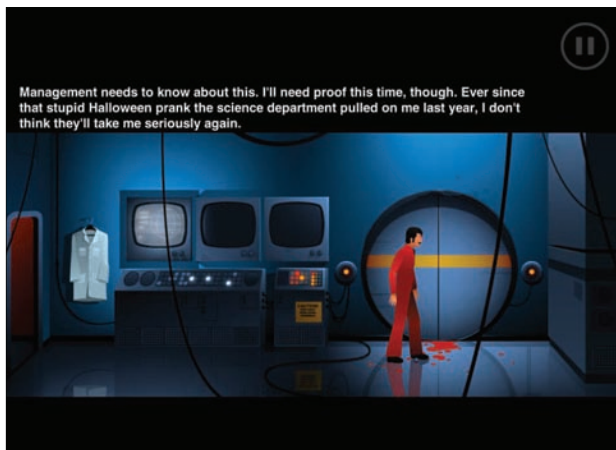 Management needs to know about this. I'll need proof this time, though. Ever since
that stupid Halloween prank the science department pulled on me last year, I don't
think they'll take me seriously again.